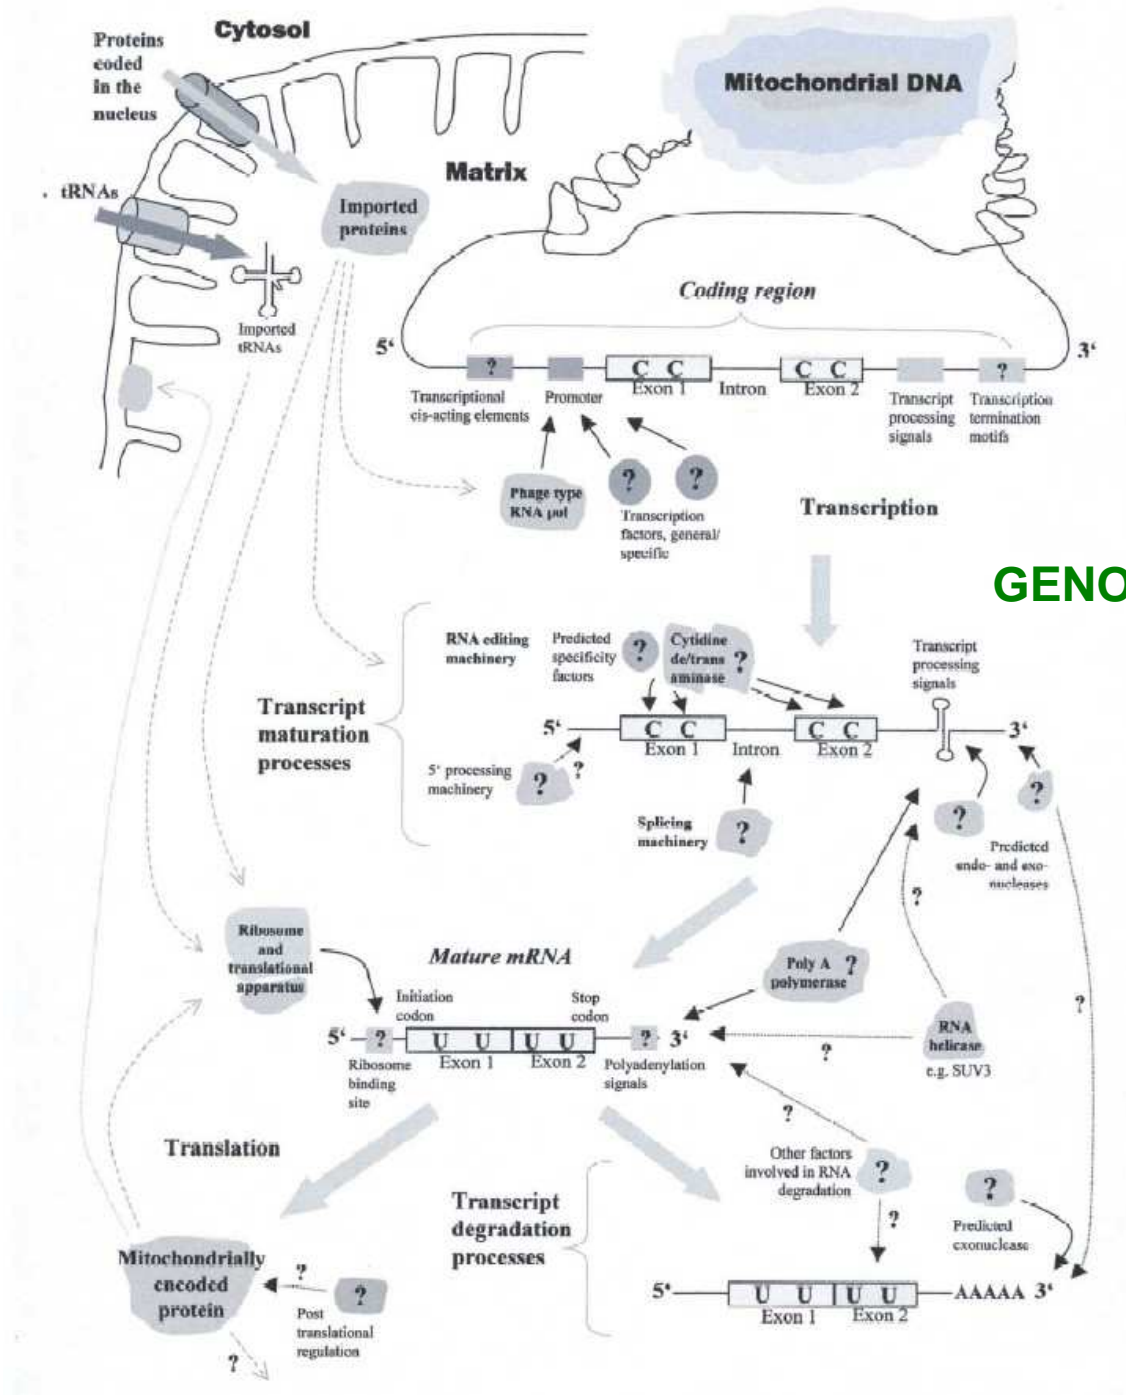 Cytosol
Proteins
coded
in the
nucleus
Mitochondrial DNA
Matrix
tRNAs
Imported
proteins
Imported
tRNAs
Coding region
5‘
3‘
?
C C
C C
?
Exon 1
Intron
Exon 2
Transcriptional
cis-acting elements
Promoter
Transcript
processing
signals
Transcription
termination
motifs
Phage type
RNA pol
?
?
Transcription
factors, general/
specific
Transcription
GENO
RNA editing
machinery
Predicted
specificity
factors
?
Cytidine
de/trans
aminase
?
Transcript
processing
signals
Transcript
maturation
processes
5‘
C C
C C
3‘
Exon 1
Intron
Exon 2
5‘ processing
machinery
?
?
Splicing
machinery
?
?
?
Predicted
endo- and exo-
nucleases
?
Ribosome
and
translational
apparatus
Mature mRNA
Poly A
polymerase
?
?
Initiation
codon
Stop
codon
5‘
?
U U
U U
?
3‘
Exon 1
Exon 2
Ribosome
binding
site
Polyadenylation
signals
?
RNA
helicase
e.g. SUV3
?
Translation
Other factors
involved in RNA
degradation
?
?
?
Predicted
exonuclease
Transcript
degradation
processes
Mitochondrially
encoded
protein
?
?
Post
translational
regulation
?
5‘
U U
U U
AAAAA 3‘
Exon 1
Exon 2